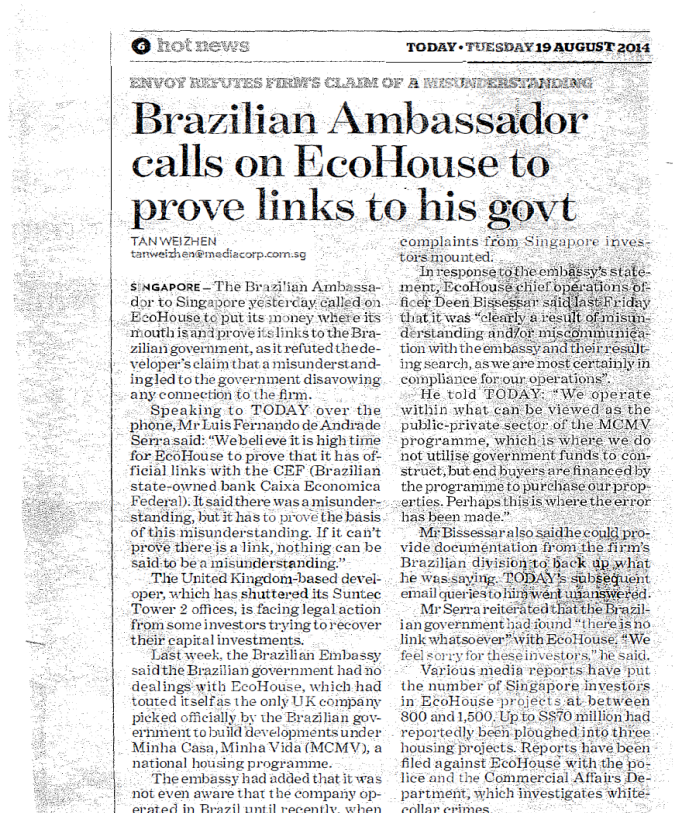 6 hot news
TODAY • TUESDAY 19 AUGUST 2014
ENVOY REFUTES FIRM'S CLAIM OF A MISUNDERSTANDING
Brazilian Ambassador
calls on EcoHouse to
prove links to his govt
TAN WEIZHEN
tanweizhen@mediacorp.com.sg
SINGAPORE — The Brazilian Ambassa-
dor to Singapore yesterday called on
EcoHouse to put its money where its
mouth is and prove its links to the Bra-
zilian government, as it refuted the de-
veloper's claim that a misunderstand-
ing led to the government disavowing
any connection to the firm.
Speaking to TODAY over the
phone, Mr Luis Fernando de Andrade
Serra said: "We believe it is high time
for EcoHouse to prove that it has of-
ficial links with the CEF (Brazilian
state-owned bank Caixa Economica
Federal). It said there was a misunder-
standing, but it has to prove the basis
of this misunderstanding. If it can't
prove there is a link, nothing can be
said to be a misunderstanding."
The United Kingdom-based devel-
oper, which has shuttered its Suntec
Tower 2 offices, is facing legal action
from some investors trying to recover
their capital investments.
Last week, the Brazilian Embassy
said the Brazilian government had no
dealings with EcoHouse, which had
touted itself as the only UK company
picked officially by the Brazilian gov-
ernment to build developments under
Minha Casa, Minha Vida (MCMV), a
national housing programme.
The embassy had added that it was
not even aware that the company op-
erated in Brazil until recently, when
complaints from Singapore inves-
tors mounted.
In response to the embassy's state-
ment, EcoHouse chief operations of-
ficer Deen Bissessar said last Friday
that it was "clearly a result of misun-
derstanding and/or miscommunica-
tion with the embassy and their result-
ing search, as we are most certainly in
compliance for our operations".
He told TODAY: "We operate
within what can be viewed as the
public-private sector of the MCMV
programme, which is where we do
not utilise government funds to con-
struct, but end buyers are financed by
the programme to purchase our prop-
erties. Perhaps this is where the error
has been made."
Mr Bissessar also said he could pro-
vide documentation from the firm's
Brazilian division to back up what
he was saying. TODAY's subsequent
email queries to him went unanswered.
Mr Serra reiterated that the Brazil-
ian government had found "there is no
link whatsoever" with EcoHouse. "We
feel sorry for these investors," he said.
Various media reports have put
the number of Singapore investors
in EcoHouse projects at between
800 and 1,500. Up to S$70 million had
reportedly been ploughed into three
housing projects. Reports have been
filed against EcoHouse with the po-
lice and the Commercial Affairs De-
partment, which investigates white-
collar crimes.